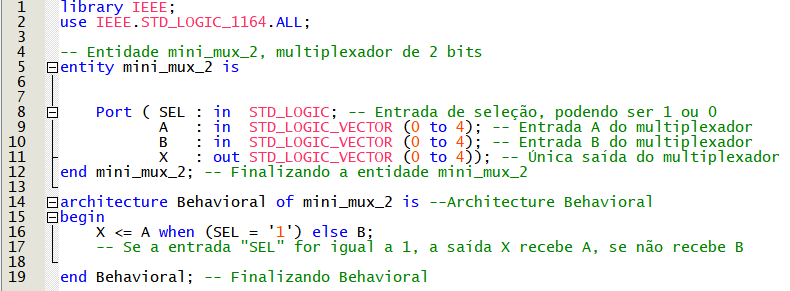 1 library IEEE;
2 use IEEE.STD_LOGIC_1164.ALL;
3
4 -- Entidade mini_mux_2, multiplexador de 2 bits
5 entity mini_mux_2 is
6
7
8     Port ( SEL : in  STD_LOGIC; -- Entrada de seleção, podendo ser 1 ou 0
9            A   : in  STD_LOGIC_VECTOR (0 to 4); -- Entrada A do multiplexador
10            B   : in  STD_LOGIC_VECTOR (0 to 4); -- Entrada B do multiplexador
11            X   : out STD_LOGIC_VECTOR (0 to 4)); -- Única saída do multiplexador
12 end mini_mux_2; -- Finalizando a entidade mini_mux_2
13
14 architecture Behavioral of mini_mux_2 is --Architecture Behavioral
15 begin
16     X <= A when (SEL = '1') else B;
17     -- Se a entrada "SEL" for igual a 1, a saída X recebe A, se não recebe B
18
19 end Behavioral; -- Finalizando Behavioral